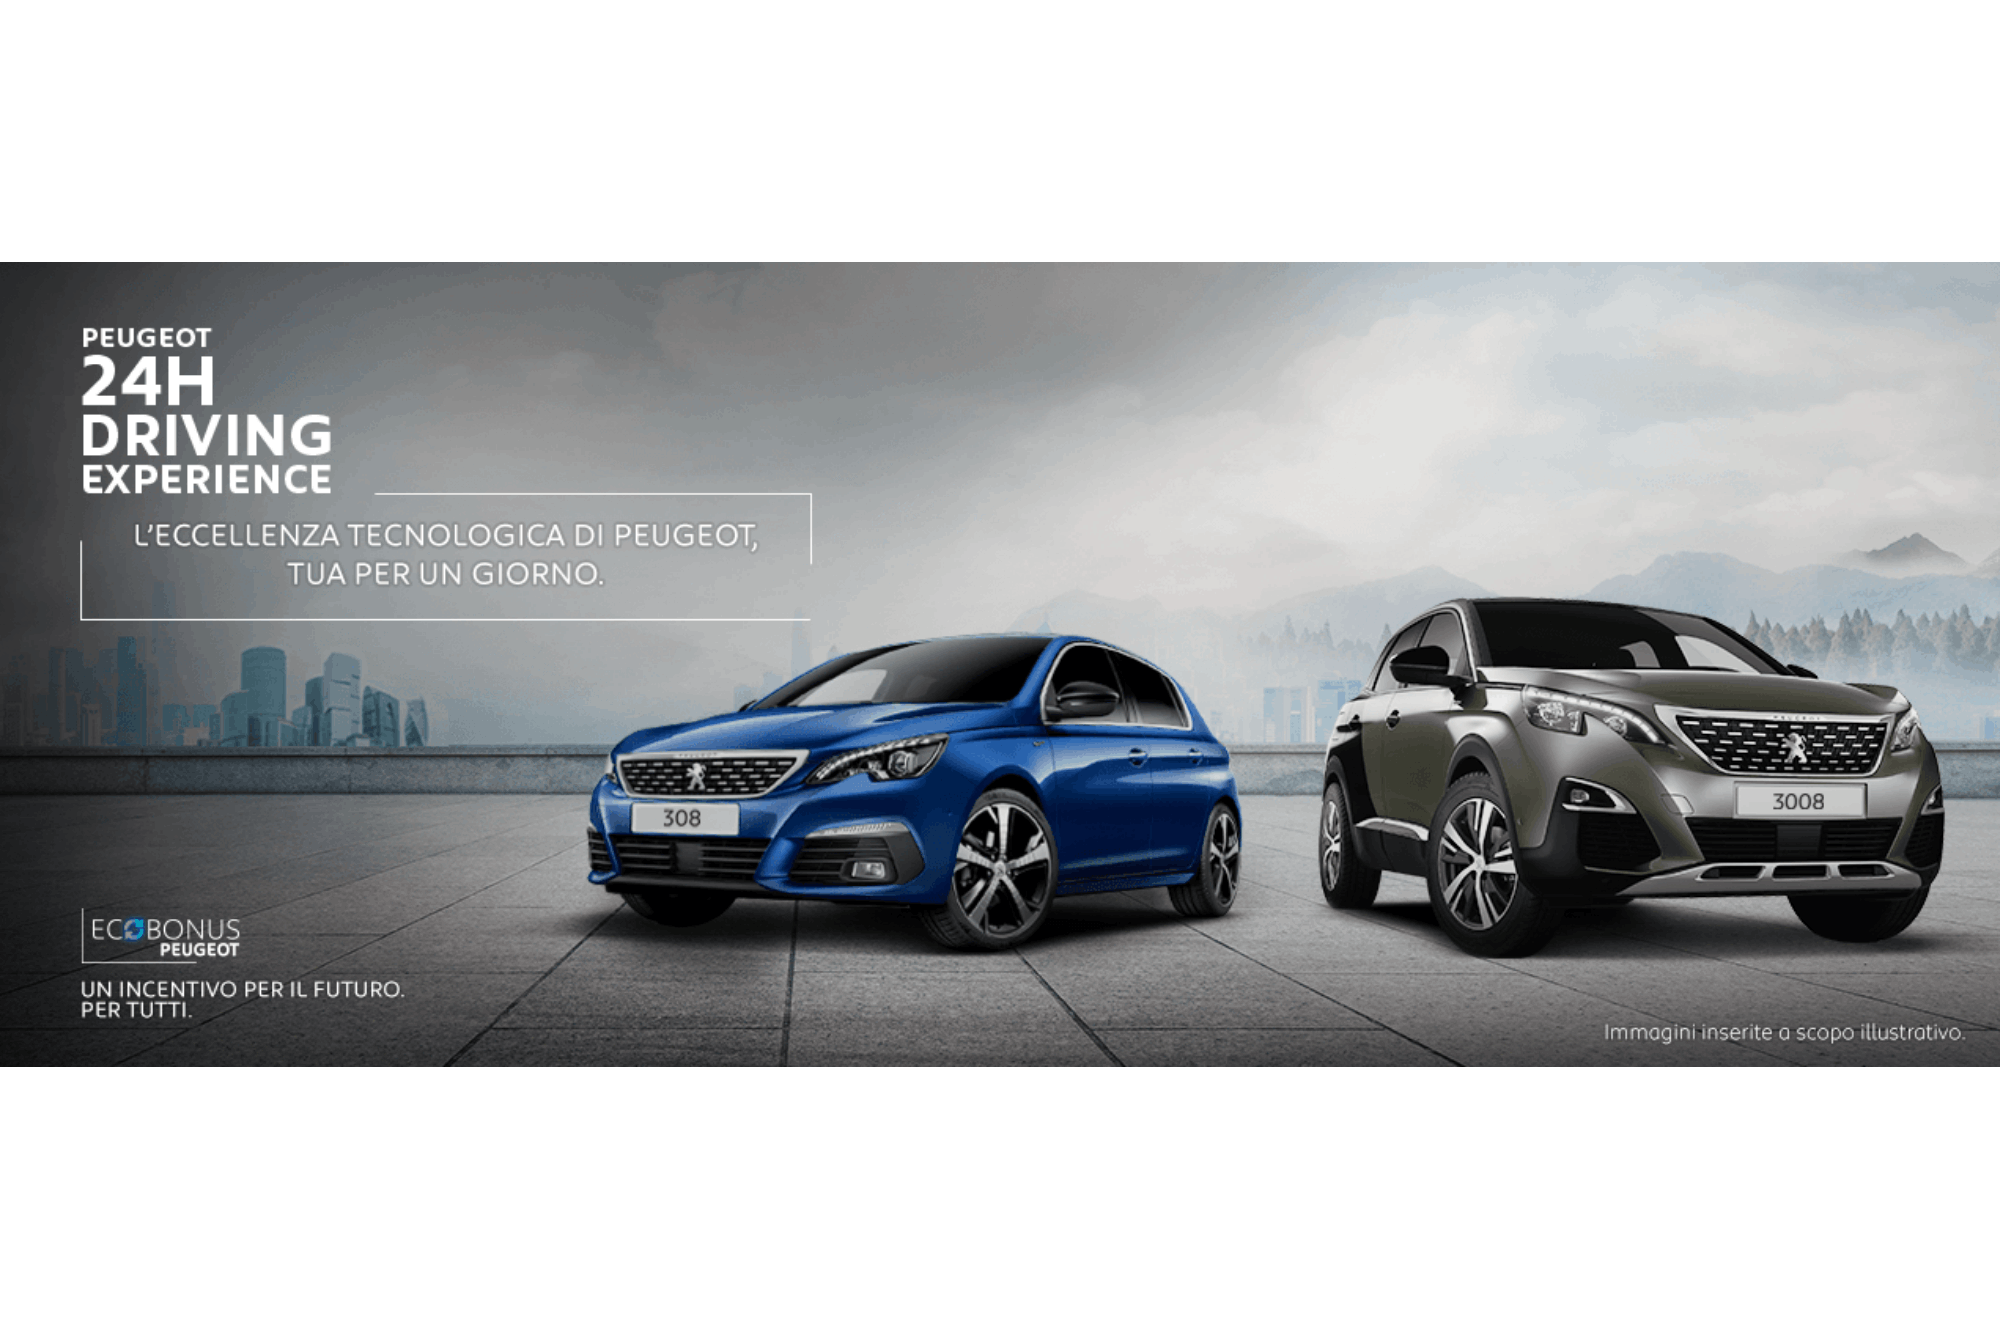 PEUGEOT
24H
DRIVING
EXPERIENCE
L'ECCELLENZA TECNOLOGICA DI PEUGEOT,
TUA PER UN GIORNO.
308
PEUGEOT
3008
ECOBONUS
PEUGEOT
UN INCENTIVO PER IL FUTURO.
PER TUTTI.
Immagini inserite a scopo illustrativo.